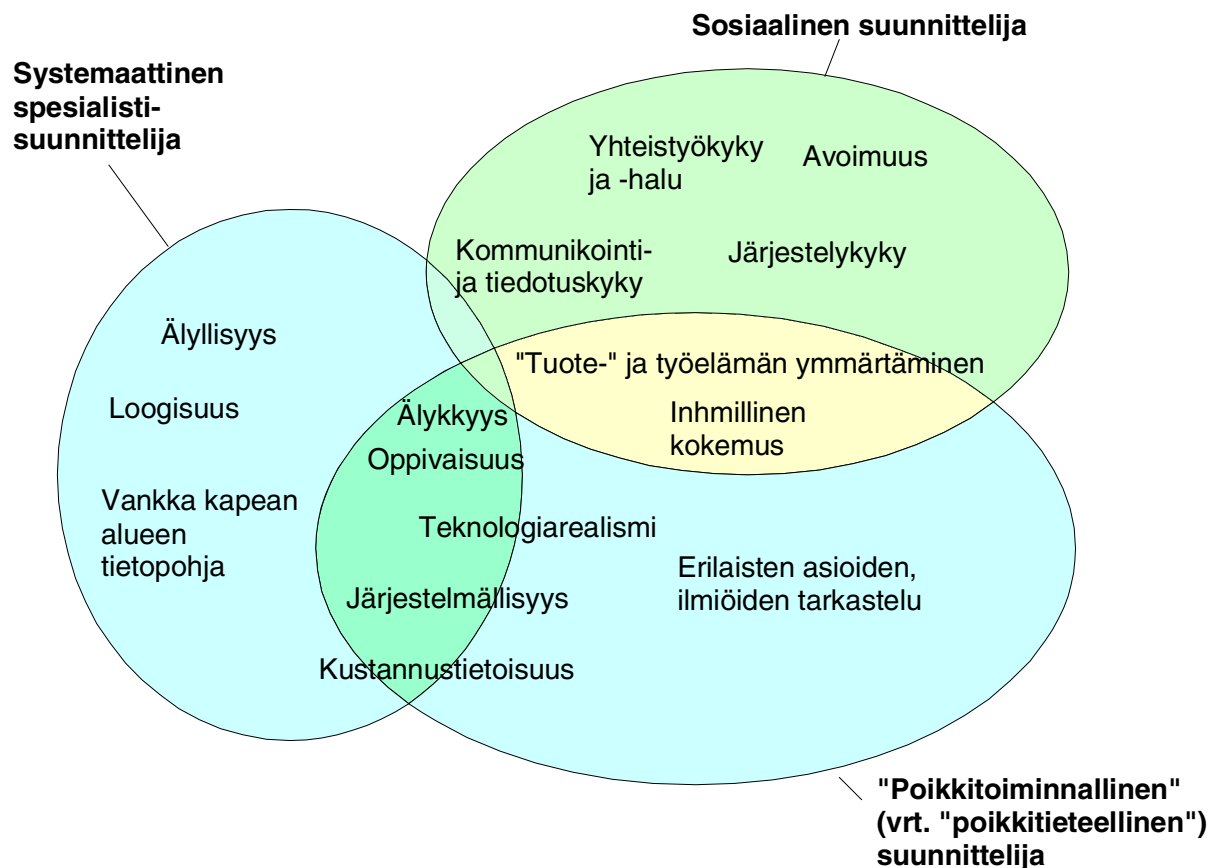 Sosiaalinen suunnittelija
Systemaattinen
spesialisti-
suunnittelija
Yhteistyökyky
ja -halu
Avoimuus
Kommunikointi-
ja tiedotuskyky
Järjestelykyky
Älyllisyys
"Tuote-" ja työelämän ymmärtäminen
Loogisuus
Älykkyys
Inhmillinen
kokemus
Oppivaisuus
Vankka kapean
alueen
tietopohja
Teknologiarealismi
Erilaisten asioiden,
ilmiöiden tarkastelu
Järjestelmällisyys
Kustannustietoisuus
"Poikkitoiminnallinen"
(vrt. "poikkitieteellinen")
suunnittelija